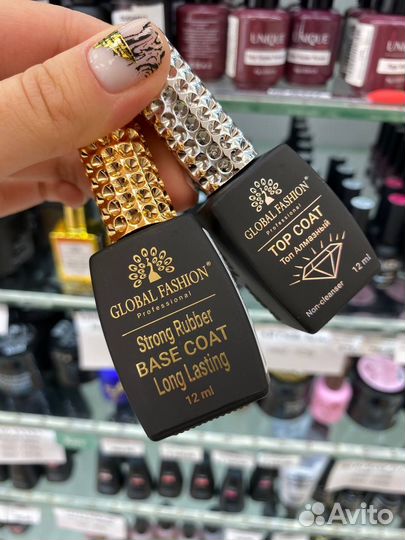 UNIQUE
UNIQUE
GLOBAL FASHION
Professional
TOP COAT
Топ Алмазный
Non-cleanser
12 ml
GLOBAL FASHION
Professional
Strong Rubber
BASE COAT
Long Lasting
12 ml
Avito